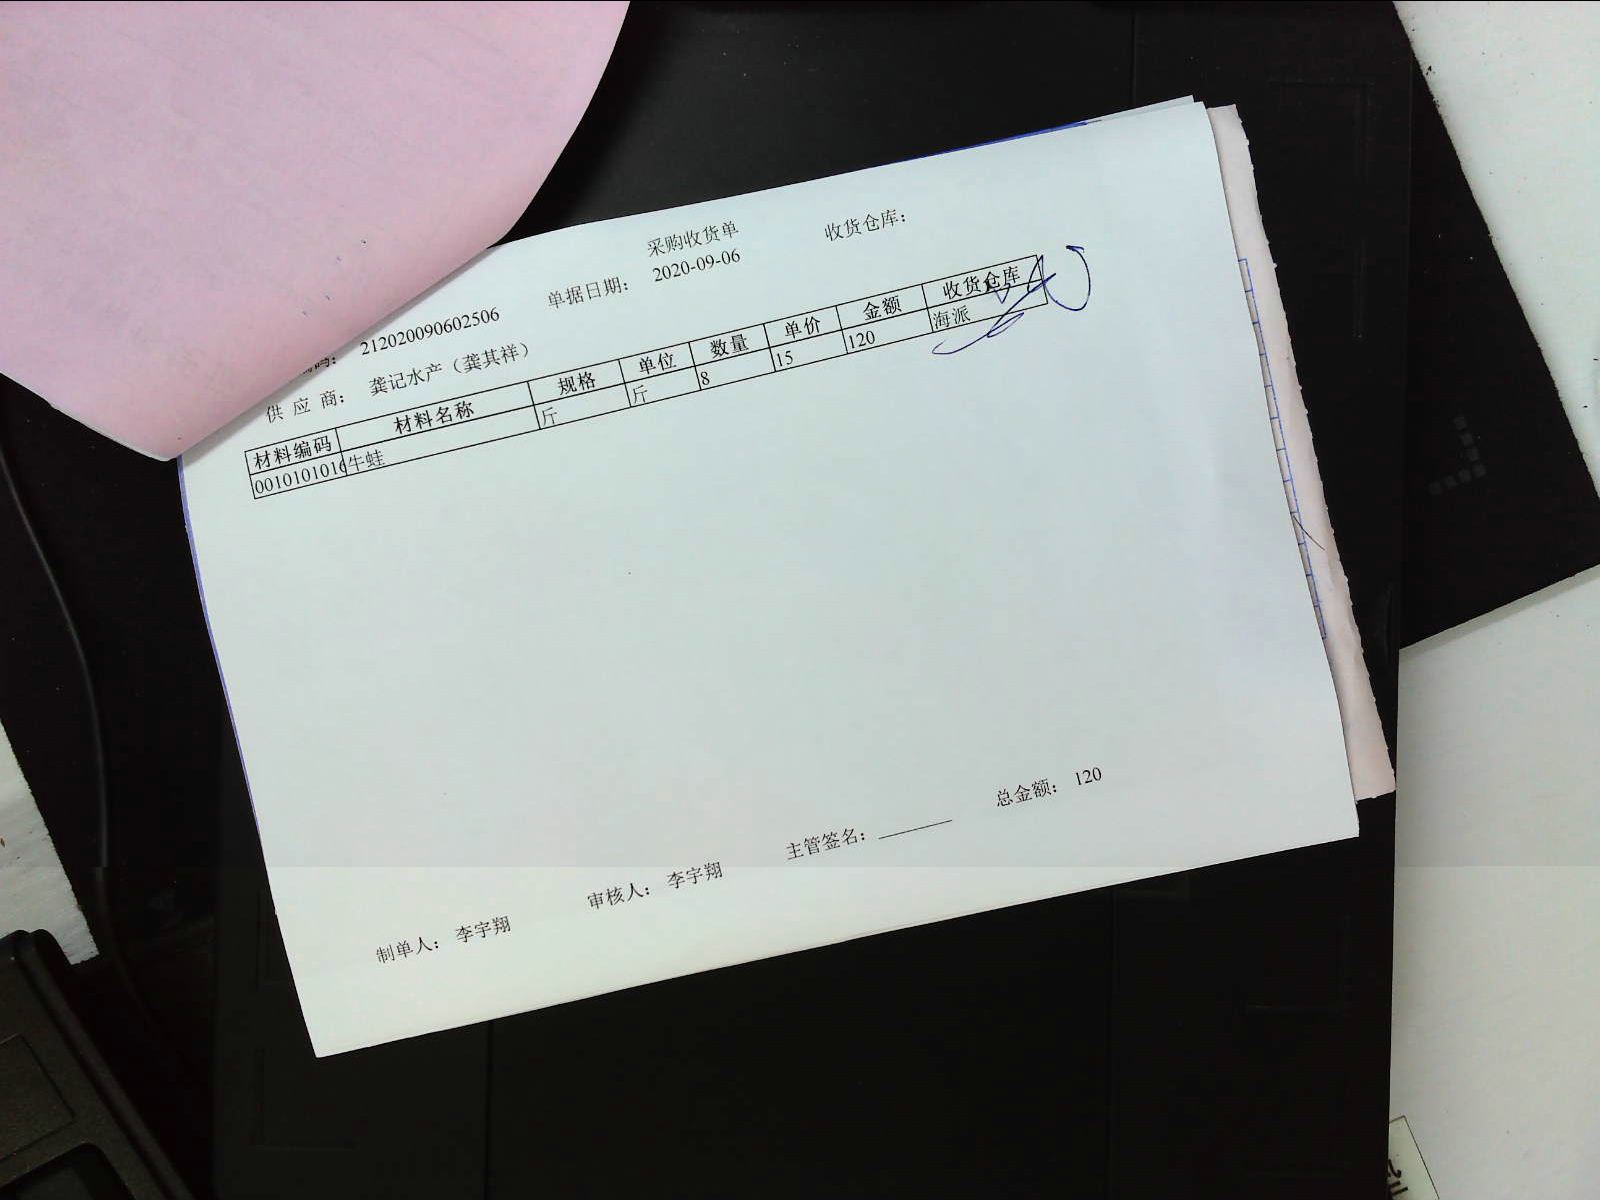 采购收货单
码： 212020090602506 单据日期： 2020-09-06 收货仓库：
供 应 商： 龚记水产（龚其祥）
材料编码 材料名称 规格 单位 数量 单价 金额 收货仓库
0010101016 牛蛙 斤 斤 8 15 120 海派
总金额： 120
制单人： 李宇翔 审核人： 李宇翔 主管签名：